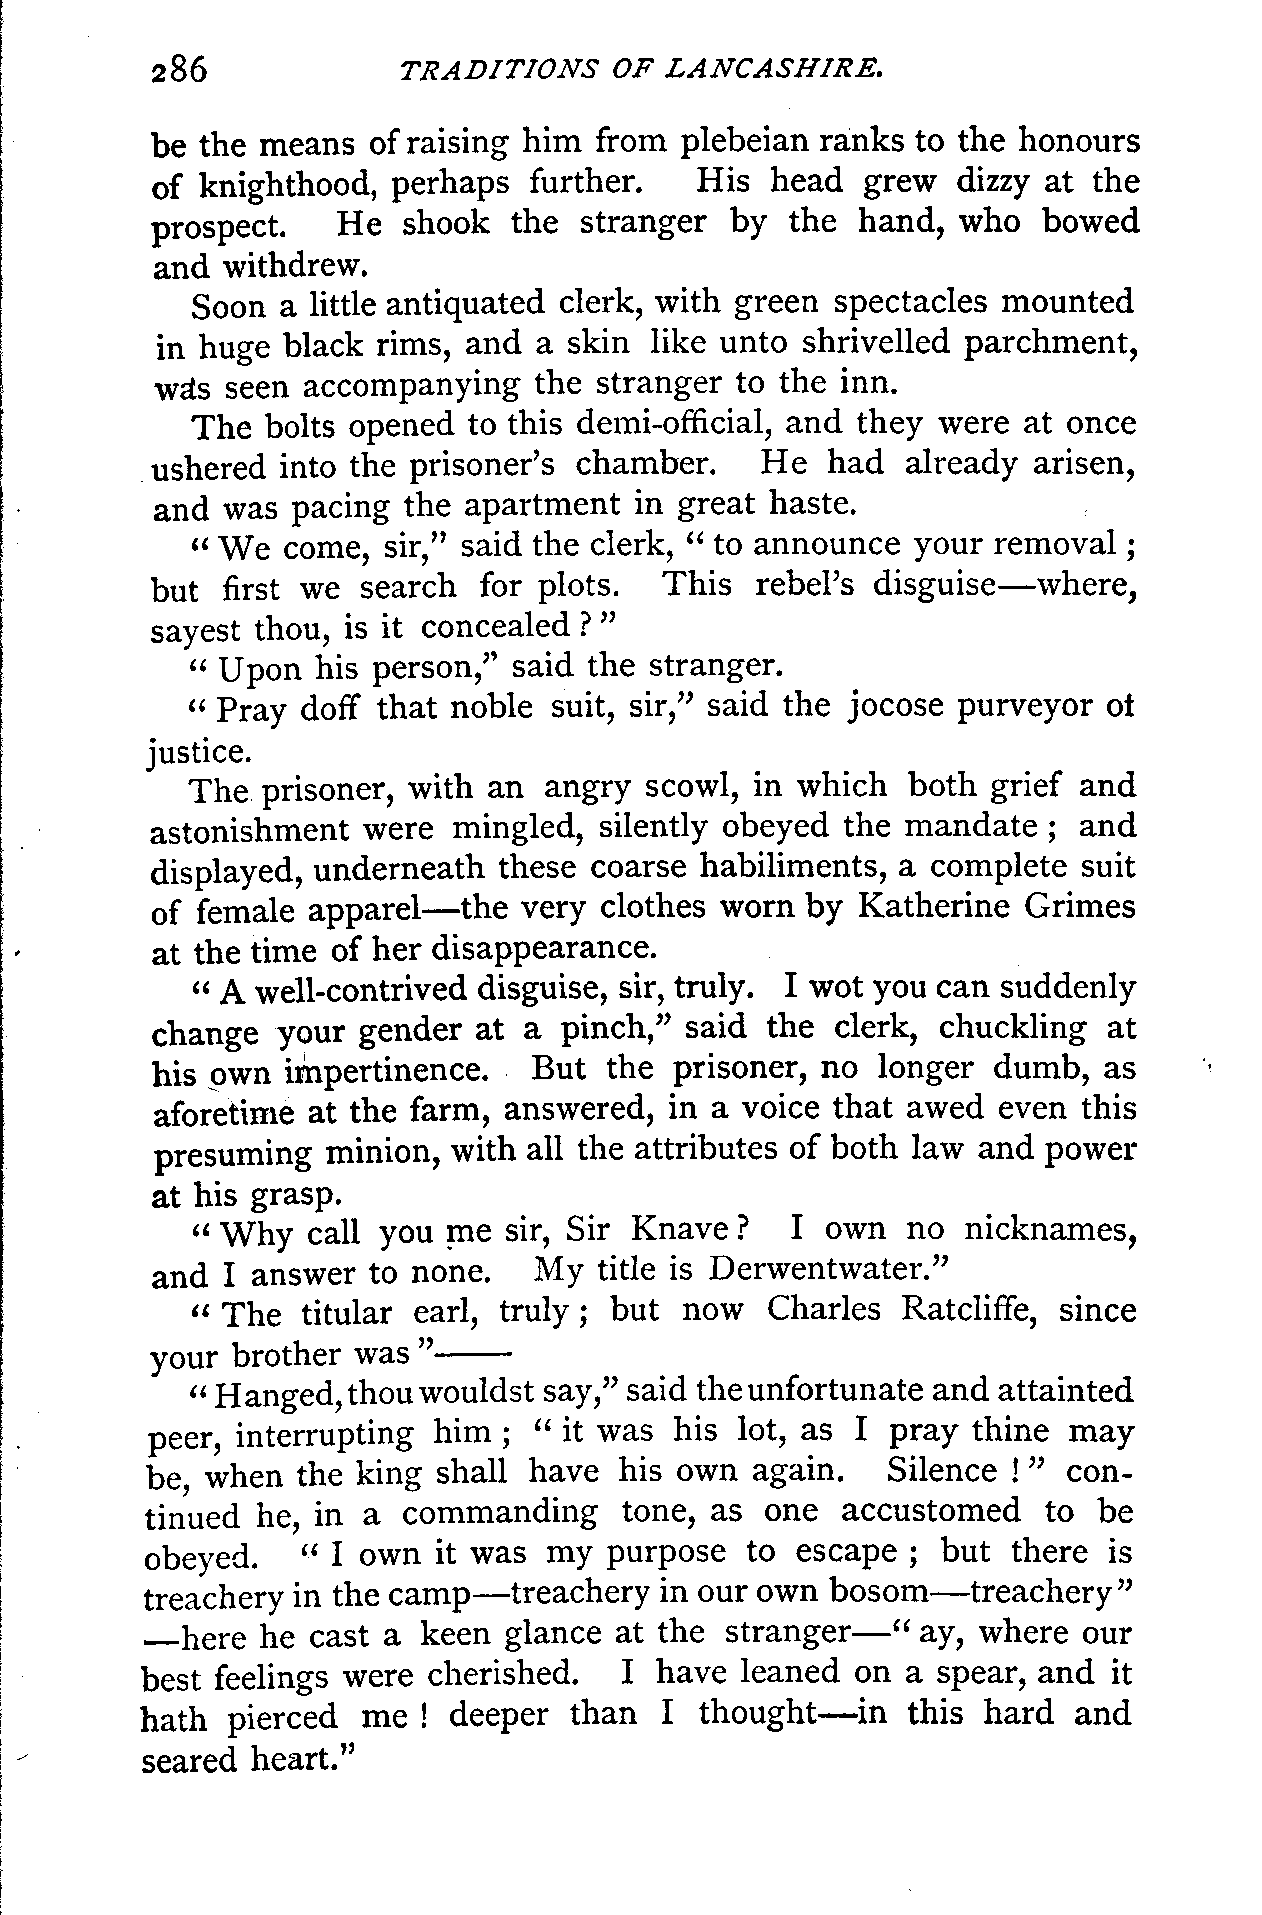 286 TRADITIONS OF LANCASHIRE.
be the means of raising him from plebeian ranks to the honours
of knighthood, perhaps further. His head grew dizzy at the
prospect. He shook the stranger by the hand, who bowed
and withdrew.
Soon a little antiquated clerk, with green spectacles mounted
in huge black rims, and a skin like unto shrivelled parchment,
was seen accompanying the stranger to the inn.
The bolts opened to this demi-official, and they were at once
ushered into the prisoner's chamber. He had already arisen,
and was pacing the apartment in great haste.
"We come, sir," said the clerk, "to announce your removal;
but first we search for plots. This rebel's disguise—where,
sayest thou, is it concealed?"
"Upon his person," said the stranger.
"Pray doff that noble suit, sir," said the jocose purveyor of
justice.
The prisoner, with an angry scowl, in which both grief and
astonishment were mingled, silently obeyed the mandate; and
displayed, underneath these coarse habiliments, a complete suit
of female apparel—the very clothes worn by Katherine Grimes
at the time of her disappearance.
"A well-contrived disguise, sir, truly. I wot you can suddenly
change your gender at a pinch," said the clerk, chuckling at
his own impertinence. But the prisoner, no longer dumb, as
aforetime at the farm, answered, in a voice that awed even this
presuming minion, with all the attributes of both law and power
at his grasp.
"Why call you me sir, Sir Knave? I own no nicknames,
and I answer to none. My title is Derwentwater."
"The titular earl, truly; but now Charles Ratcliffe, since
your brother was"——
"Hanged, thou wouldst say," said the unfortunate and attainted
peer, interrupting him; "it was his lot, as I pray thine may
be, when the king shall have his own again. Silence!" con-
tinued he, in a commanding tone, as one accustomed to be
obeyed. "I own it was my purpose to escape; but there is
treachery in the camp—treachery in our own bosom—treachery"
—here he cast a keen glance at the stranger—"ay, where our
best feelings were cherished. I have leaned on a spear, and it
hath pierced me! deeper than I thought—in this hard and
seared heart."